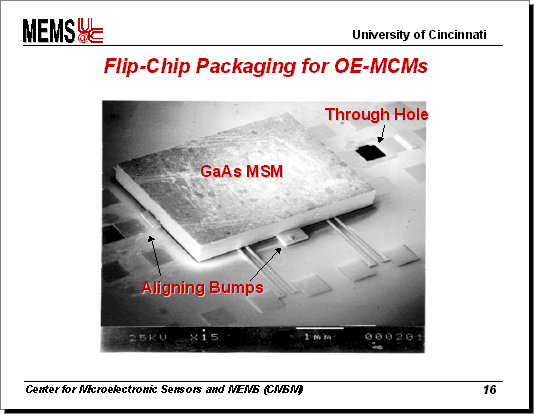 MEMS U@C
University of Cincinnati
Flip-Chip Packaging for OE-MCMs
Through Hole
GaAs MSM
Aligning Bumps
25KV X15 1mm 000201
Center for Microelectronic Sensors and MEMS (CMSM)
16